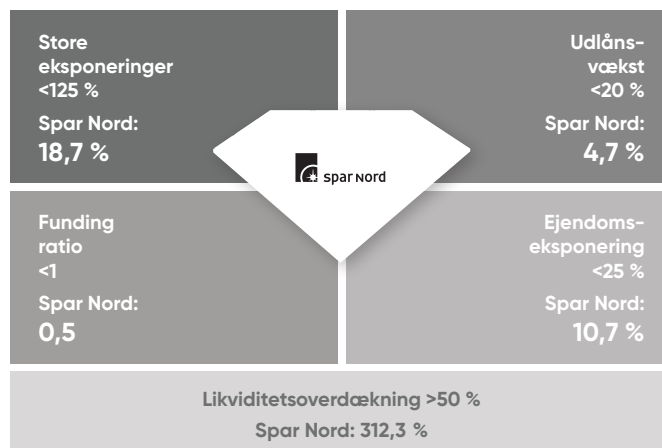 Store
eksponeringer
<125 %
Spar Nord:
18,7 %
Udlåns-
vækst
<20 %
Spar Nord:
4,7 %
spar nord
Funding
ratio
<1
Spar Nord:
0,5
Ejendoms-
eksponering
<25 %
Spar Nord:
10,7 %
Likviditetsoverdækning >50 %
Spar Nord: 312,3 %